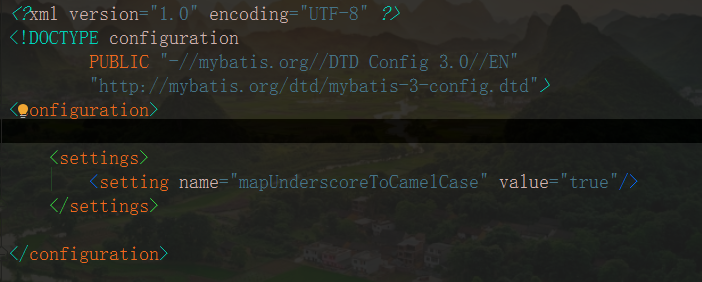 <?xml version="1.0" encoding="UTF-8" ?>
<!DOCTYPE configuration
PUBLIC "-//mybatis.org//DTD Config 3.0//EN"
"http://mybatis.org/dtd/mybatis-3-config.dtd">
<configuration>
<settings>
<setting name="mapUnderscoreToCamelCase" value="true"/>
</settings>
</configuration>